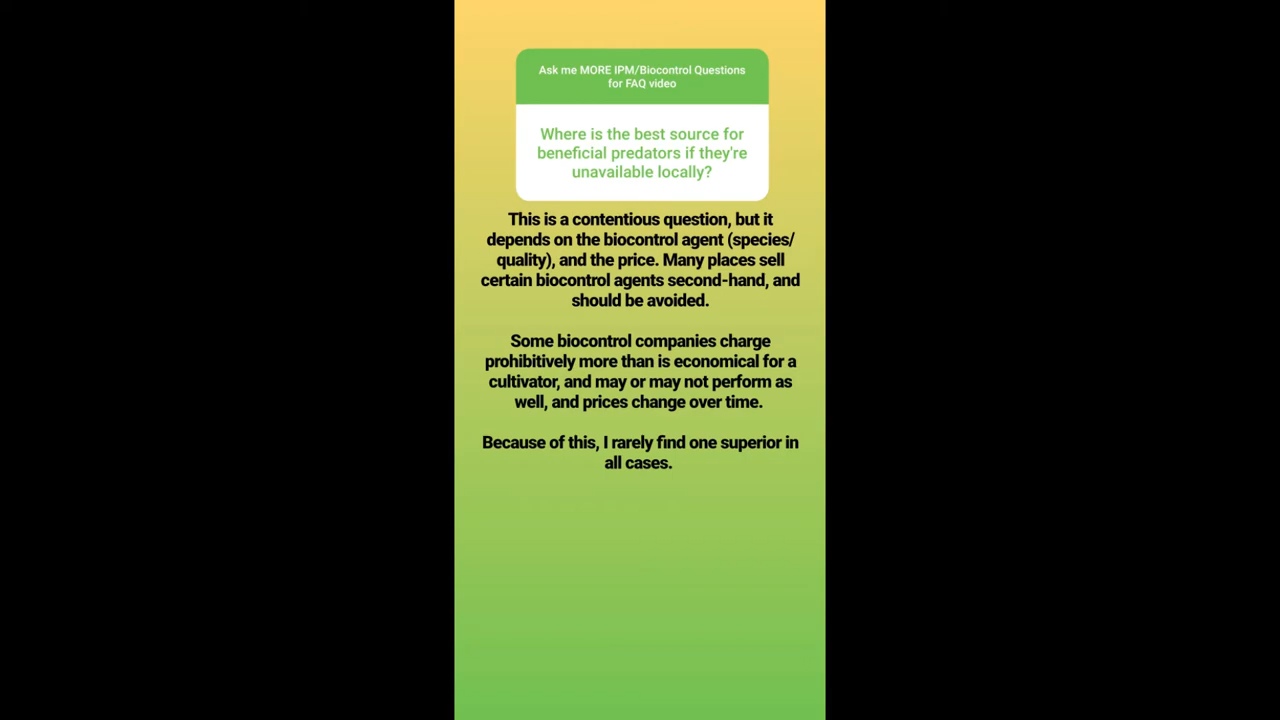 Ask me MORE IPM/Biocontrol Questions
for FAQ video
Where is the best source for
beneficial predators if they're
unavailable locally?
This is a contentious question, but it
depends on the biocontrol agent (species/
quality), and the price. Many places sell
certain biocontrol agents second-hand, and
should be avoided.
Some biocontrol companies charge
prohibitively more than is economical for a
cultivator, and may or may not perform as
well, and prices change over time.
Because of this, I rarely find one superior in
all cases.